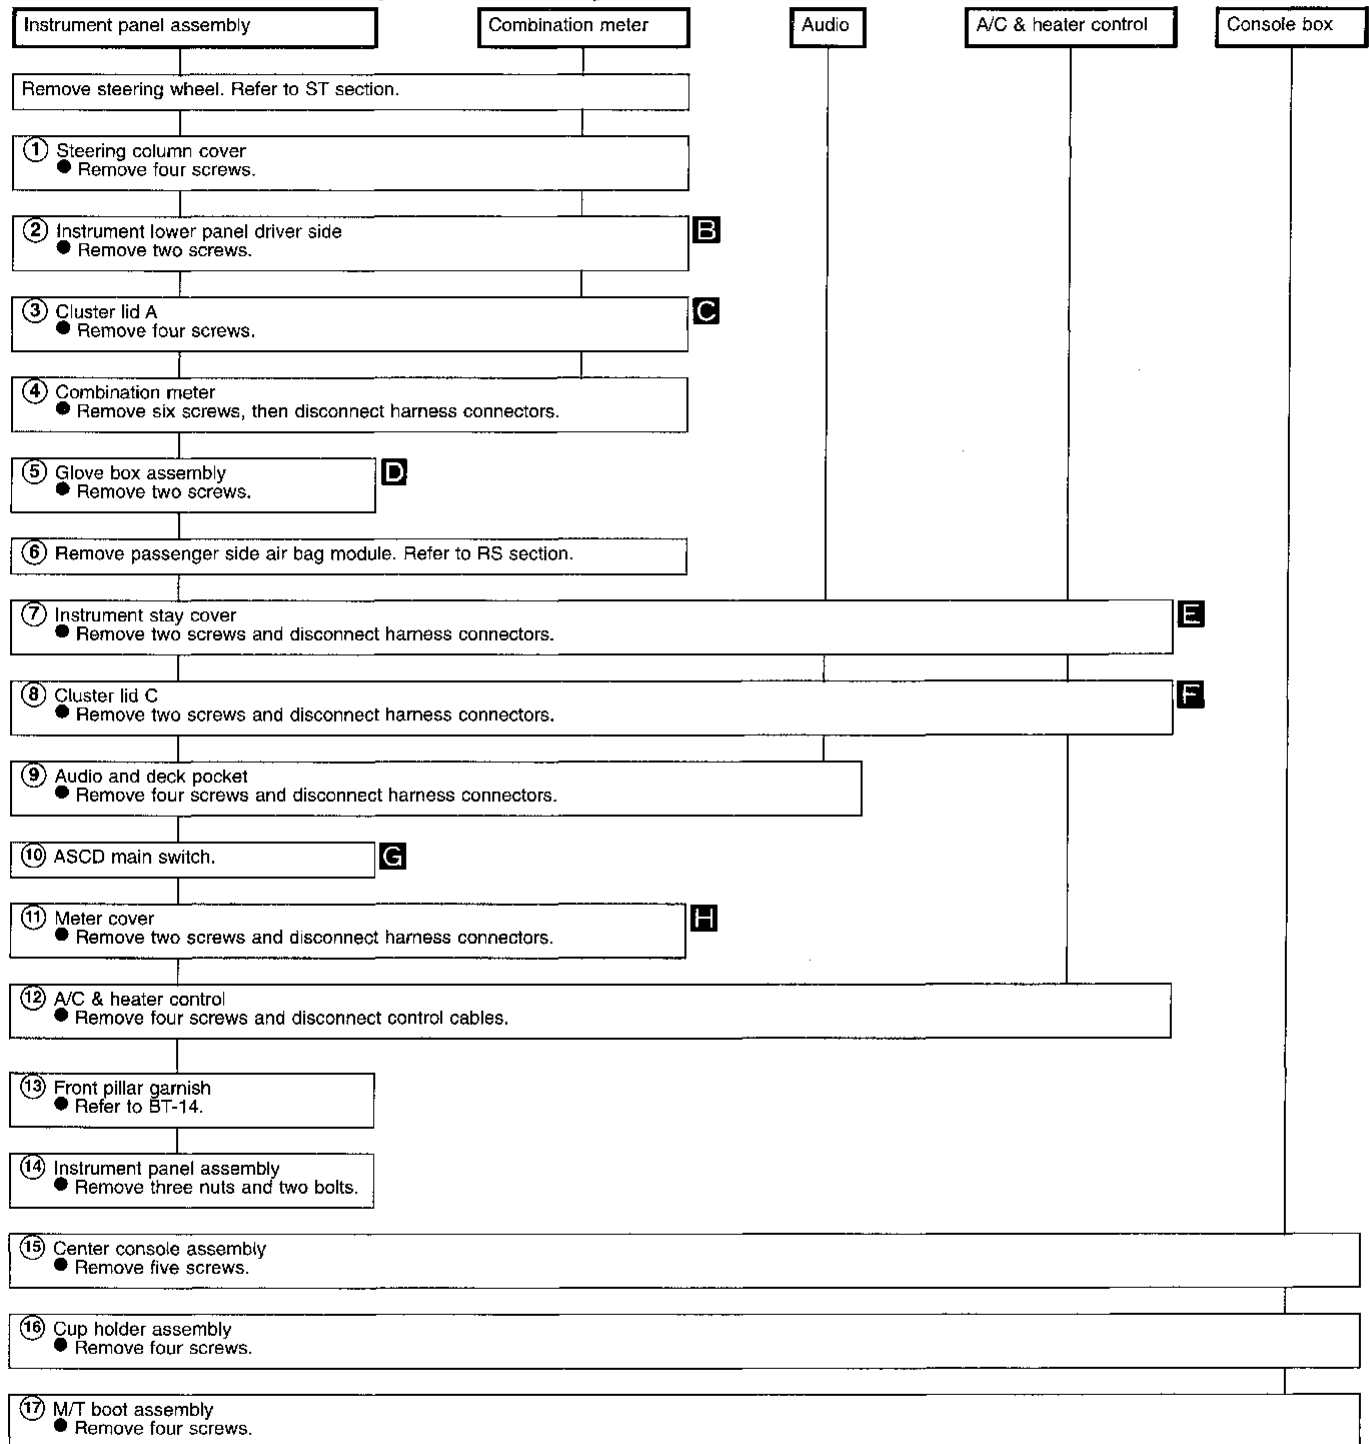 Instrument panel assembly
Combination meter
Audio
A/C & heater control
Console box
Remove steering wheel. Refer to ST section.
① Steering column cover
● Remove four screws.
② Instrument lower panel driver side
● Remove two screws.
B
③ Cluster lid A
● Remove four screws.
C
④ Combination meter
● Remove six screws, then disconnect harness connectors.
⑤ Glove box assembly
● Remove two screws.
D
⑥ Remove passenger side air bag module. Refer to RS section.
⑦ Instrument stay cover
● Remove two screws and disconnect harness connectors.
E
⑧ Cluster lid C
● Remove two screws and disconnect harness connectors.
F
⑨ Audio and deck pocket
● Remove four screws and disconnect harness connectors.
⑩ ASCD main switch.
G
⑪ Meter cover
● Remove two screws and disconnect harness connectors.
H
⑫ A/C & heater control
● Remove four screws and disconnect control cables.
⑬ Front pillar garnish
● Refer to BT-14.
⑭ Instrument panel assembly
● Remove three nuts and two bolts.
⑮ Center console assembly
● Remove five screws.
⑯ Cup holder assembly
● Remove four screws.
⑰ M/T boot assembly
● Remove four screws.